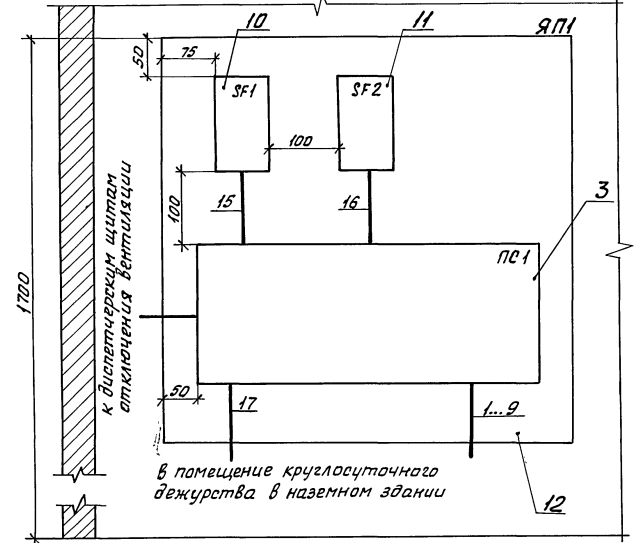 10
11
ЯП1
50
75
SF1
SF2
100
100
15
16
3
ПС1
1700
к диспетчерским щитам
отключения вентиляции
50
17
1...9
12
в помещение круглосуточного
дежурства в наземном здании